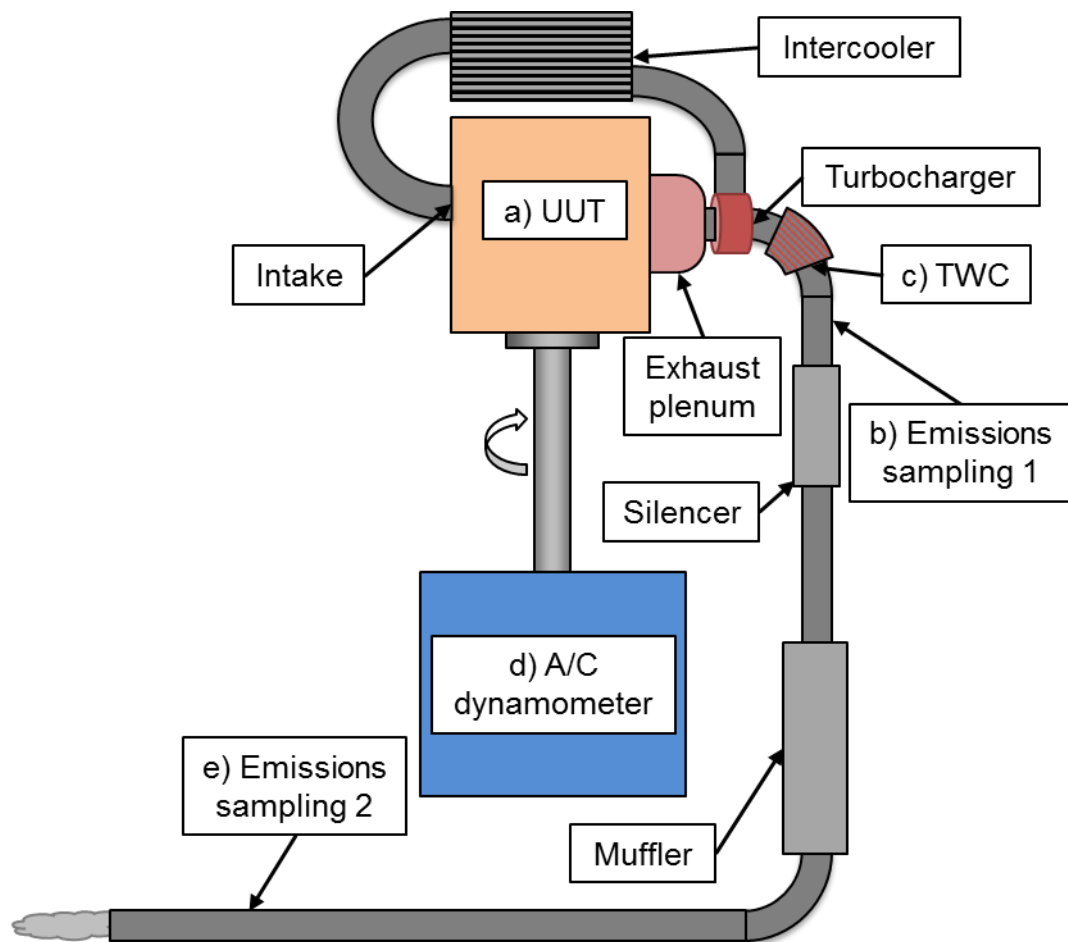 Intercooler
a) UUT
Turbocharger
Intake
c) TWC
Exhaust
plenum
b) Emissions
sampling 1
Silencer
d) A/C
dynamometer
e) Emissions
sampling 2
Muffler